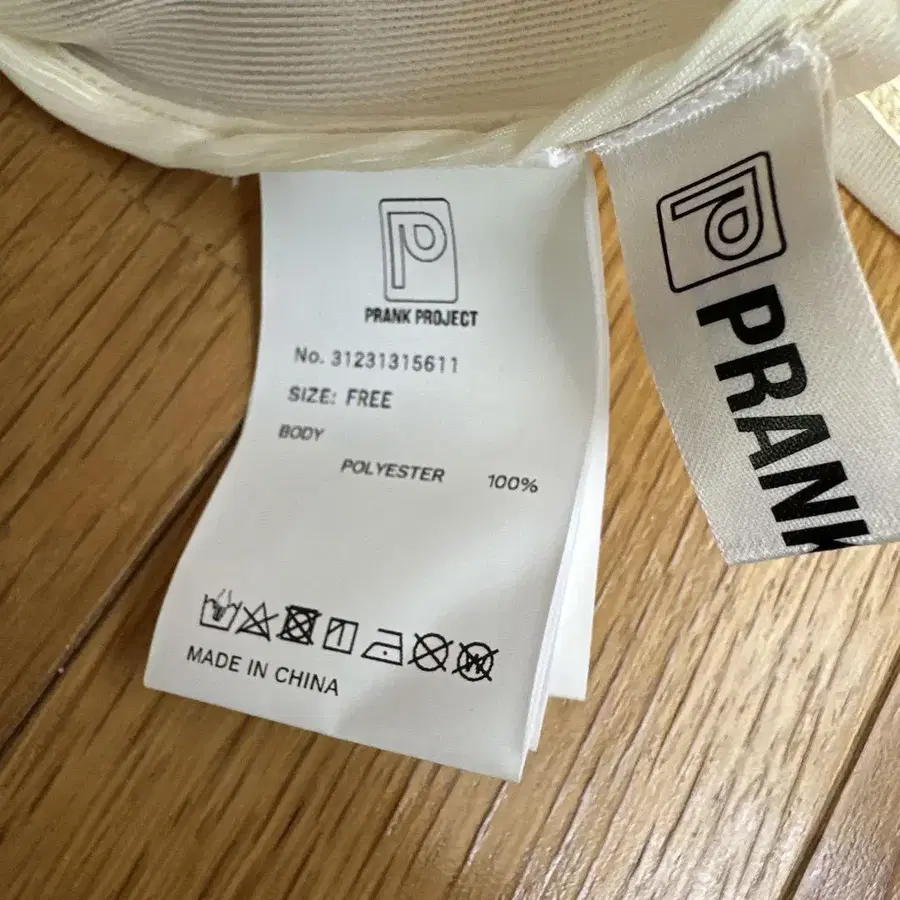 PRANK PROJECT
No. 31231315611
SIZE: FREE
BODY
POLYESTER 100%
MADE IN CHINA
PRANK